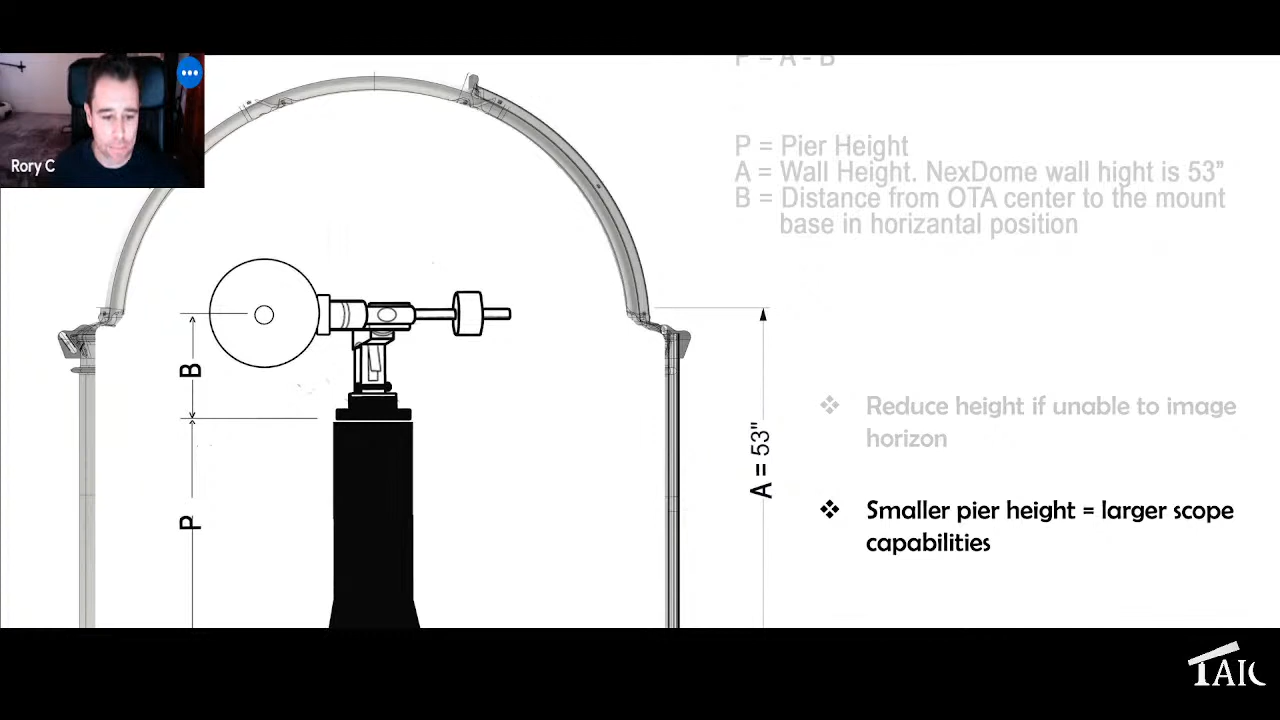 P = A - B
Rory C
P = Pier Height
A = Wall Height. NexDome wall hight is 53”
B = Distance from OTA center to the mount
base in horizantal position
B
P
A = 53"
❖ Reduce height if unable to image
horizon
❖ Smaller pier height = larger scope
capabilities
TAIC